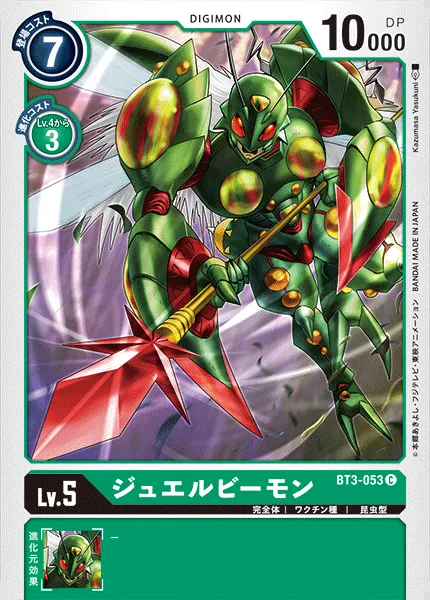 登場コスト
7
DIGIMON
10000
DP
進化コスト
Lv.4から
3
Kazumasa Yasukuni
BANDAI MADE IN JAPAN
©本郷あきよし・フジテレビ・東映アニメーション
Lv.5
ジュエルビーモン
BT3-053 C
完全体 | ワクチン種 | 昆虫型
進化元効果
–